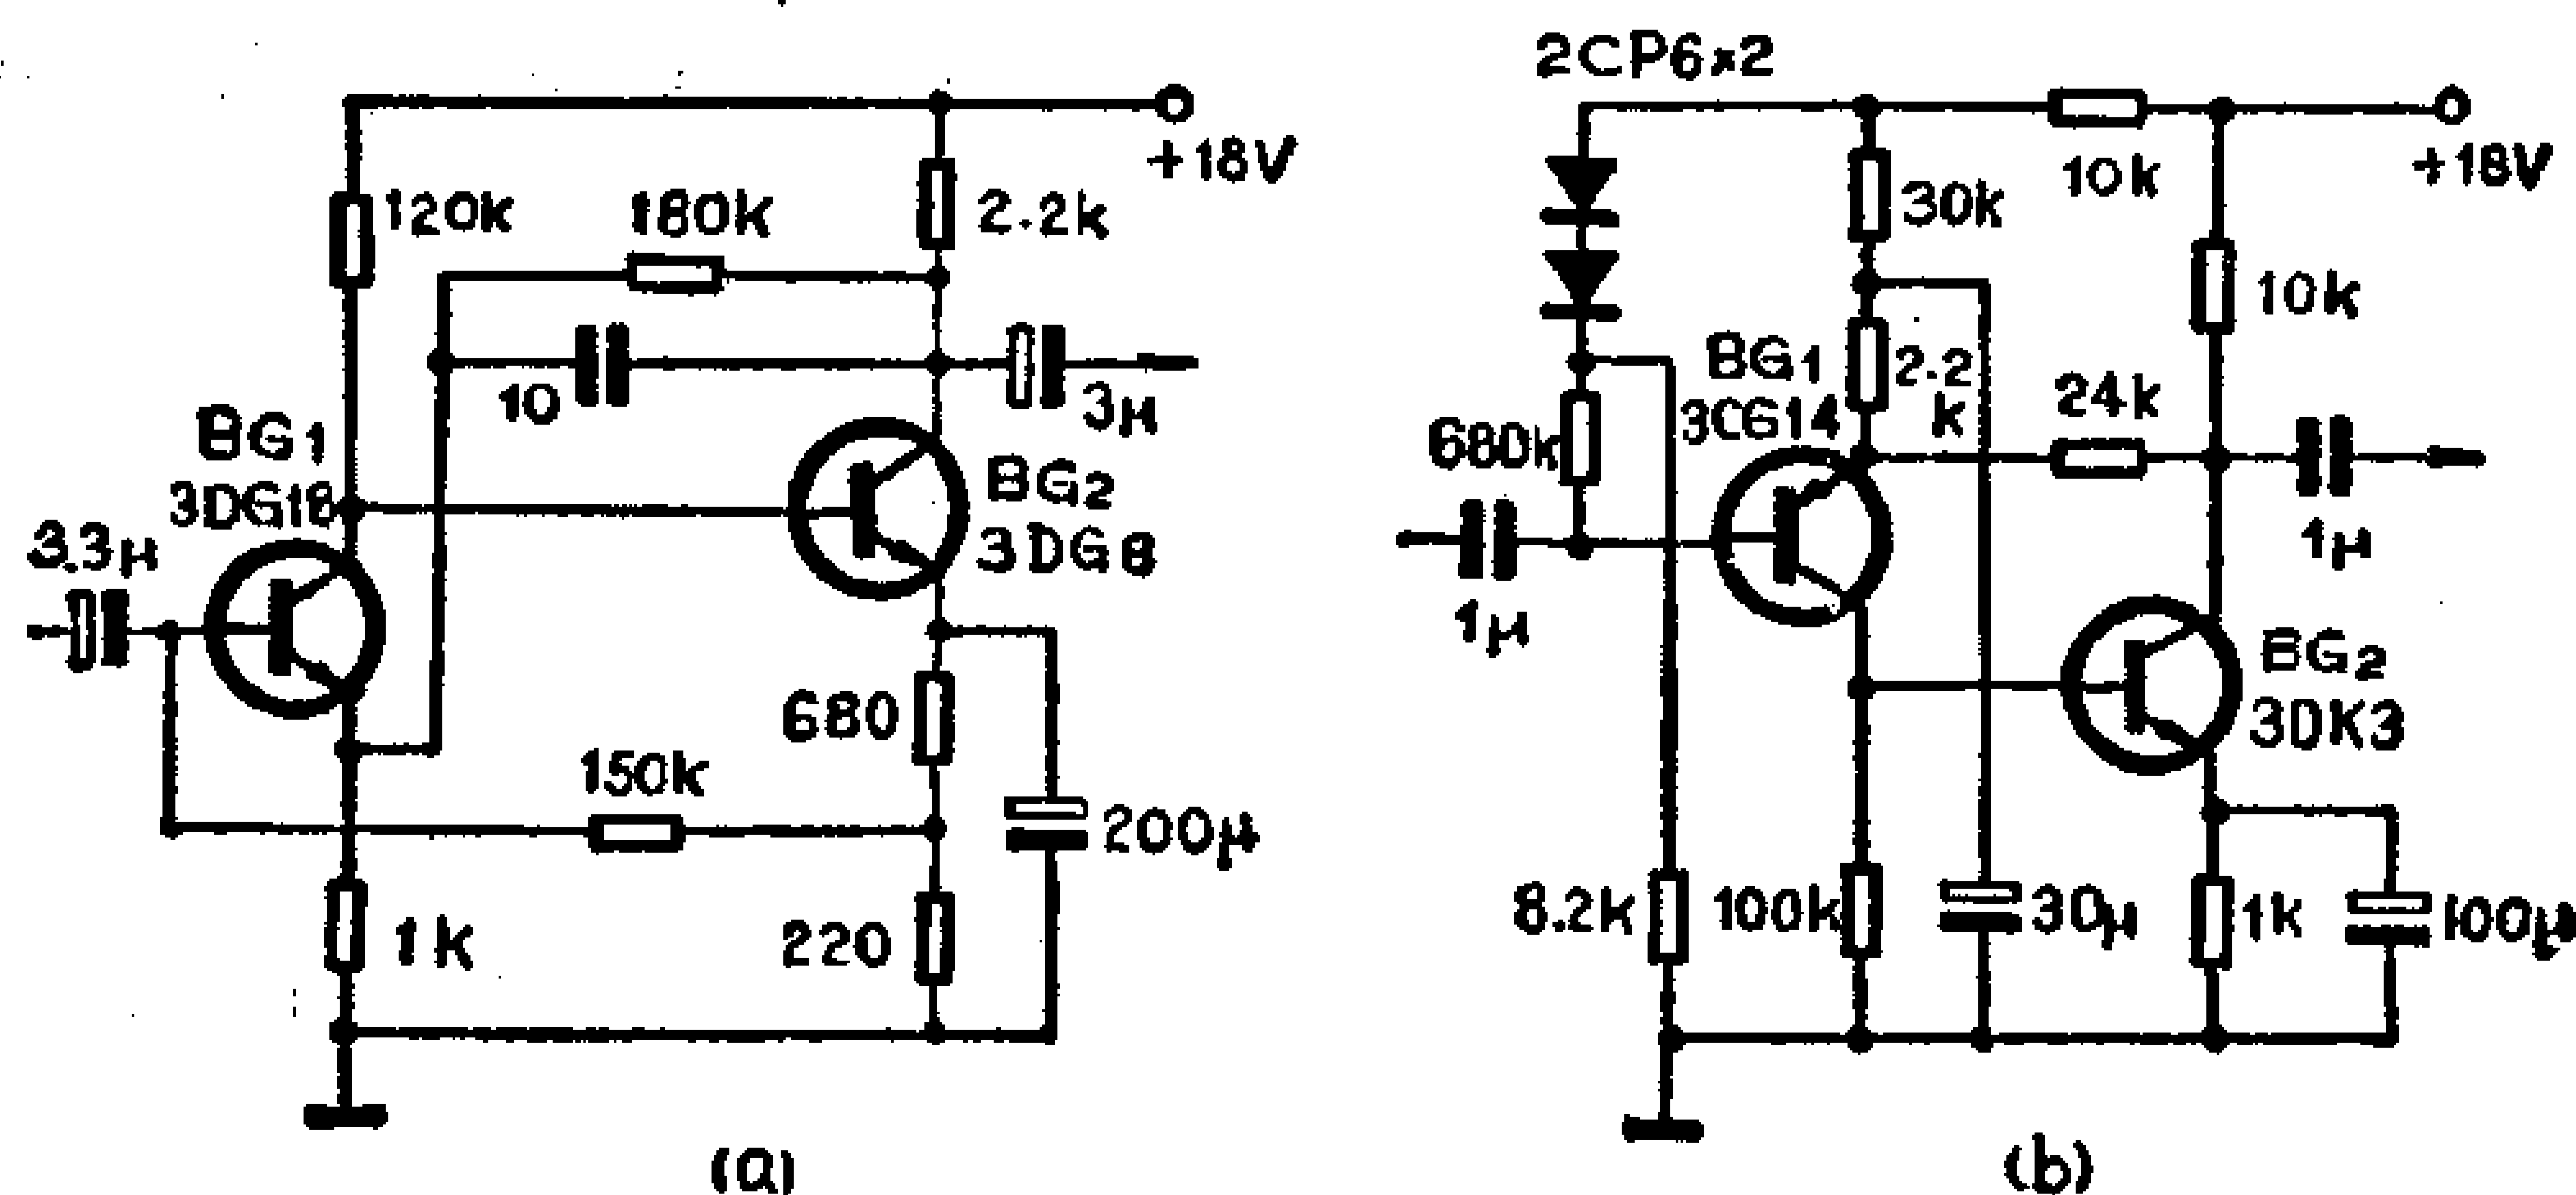 120k
180k
2.2k
+18V
10
3μ
BG1
3DG18
BG2
3DG8
3.3μ
680
150k
200μ
1k
220
(a)
2CP6×2
10k
+18V
30k
10k
BG1
3CG14
2.2
k
24k
680k
1μ
1μ
BG2
3DK3
8.2k
100k
30μ
1k
100μ
(b)